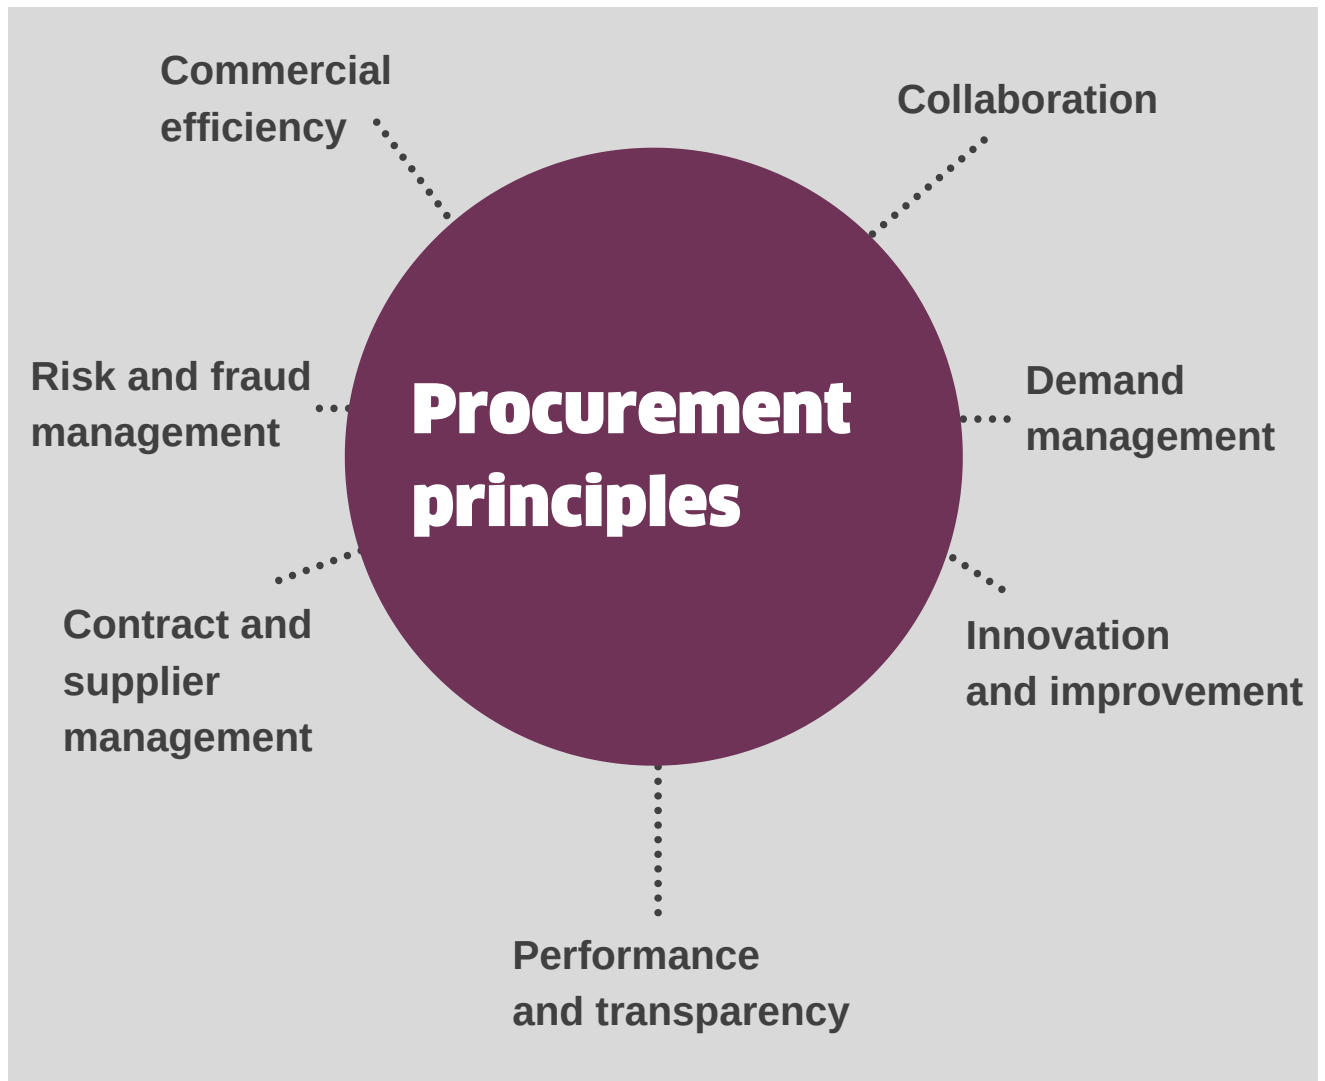 Commercial
efficiency
Collaboration
Risk and fraud
management
Procurement
principles
Demand
management
Contract and
supplier
management
Innovation
and improvement
Performance
and transparency